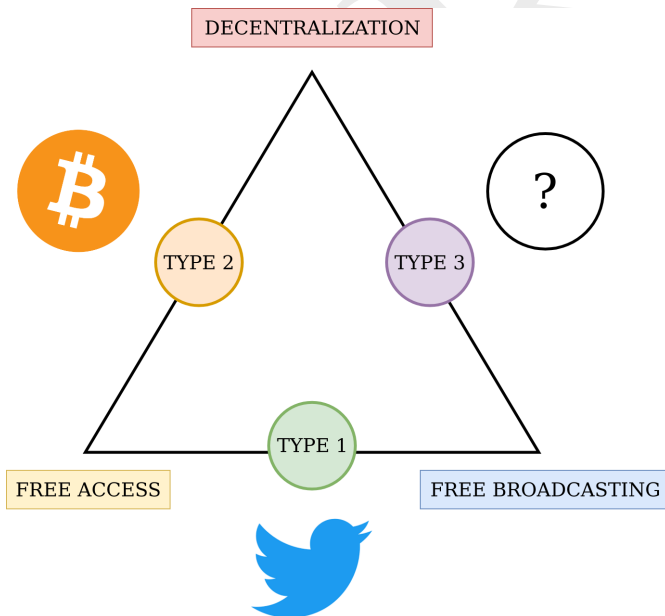 DECENTRALIZATION
₿
?
TYPE 2
TYPE 3
TYPE 1
FREE ACCESS
FREE BROADCASTING